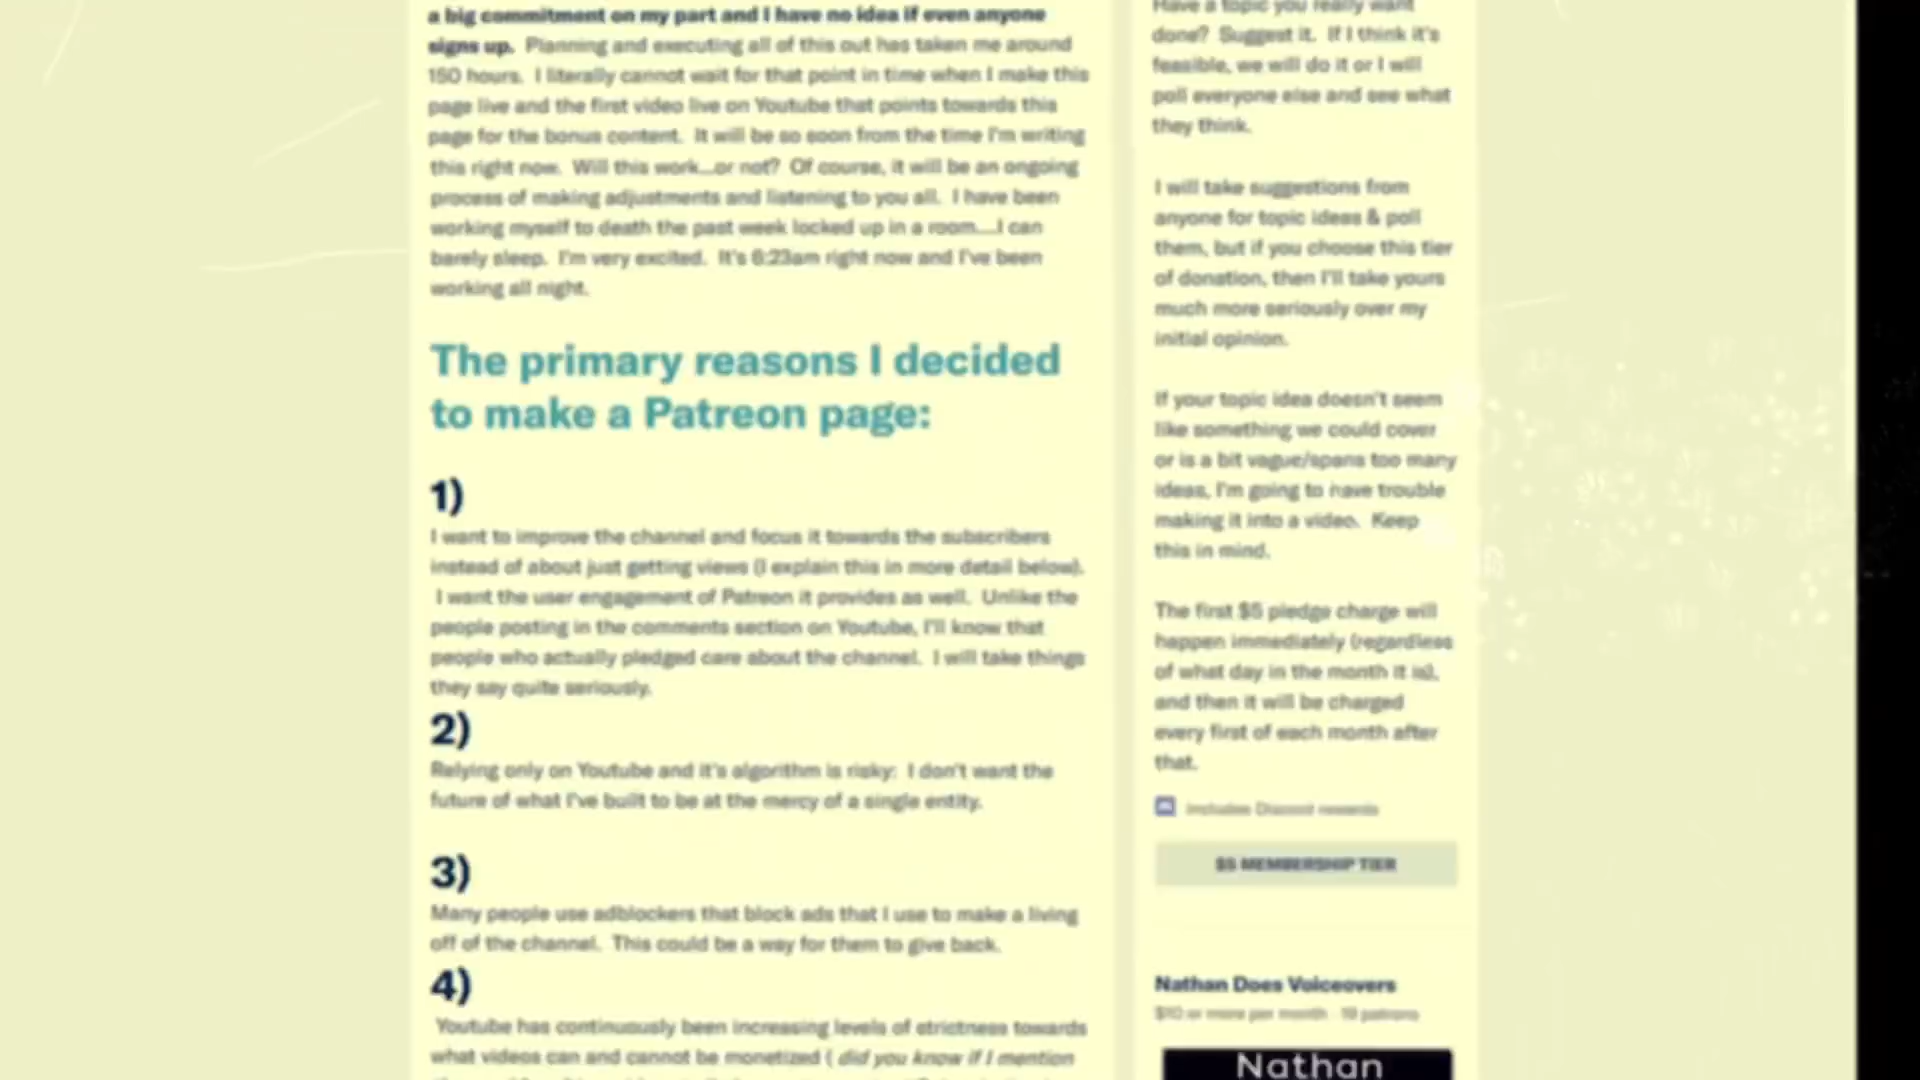 a big commitment on my part and I have no idea if even anyone
signs up. Planning and executing all of this out has taken me around
150 hours. I literally cannot wait for that point in time when I make this
page live and the first video live on Youtube that points towards this
page for the bonus content. It will be so soon from the time I'm writing
this right now. Will this work...or not? Of course, it will be an ongoing
process of making adjustments and listening to you all. I have been
working myself to death the past week locked up in a room....I can
barely sleep. I'm very excited. It's 6:23am right now and I've been
working all night.
The primary reasons I decided
to make a Patreon page:
1)
I want to improve the channel and focus it towards the subscribers
instead of about just getting views (I explain this in more detail below).
I want the user engagement of Patreon it provides as well. Unlike the
people posting in the comments section on Youtube, I'll know that
people who actually pledged care about the channel. I will take things
they say quite seriously.
2)
Relying only on Youtube and it's algorithm is risky: I don't want the
future of what I've built to be at the mercy of a single entity.
3)
Many people use adblockers that block ads that I use to make a living
off of the channel. This could be a way for them to give back.
4)
Youtube has continuously been increasing levels of strictness towards
what videos can and cannot be monetized ( did you know if I mention
Have a topic you really want
done? Suggest it. If I think it's
feasible, we will do it or I will
poll everyone else and see what
they think.
I will take suggestions from
anyone for topic ideas & poll
them, but if you choose this tier
of donation, then I'll take yours
much more seriously over my
initial opinion.
If your topic idea doesn't seem
like something we could cover
or is a bit vague/spans too many
ideas, I'm going to have trouble
making it into a video. Keep
this in mind.
The first $5 pledge charge will
happen immediately (regardless
of what day in the month it is),
and then it will be charged
every first of each month after
that.
Includes Discord rewards
$5 MEMBERSHIP TIER
Nathan Does Voiceovers
$10 or more per month · 19 patrons
Nathan